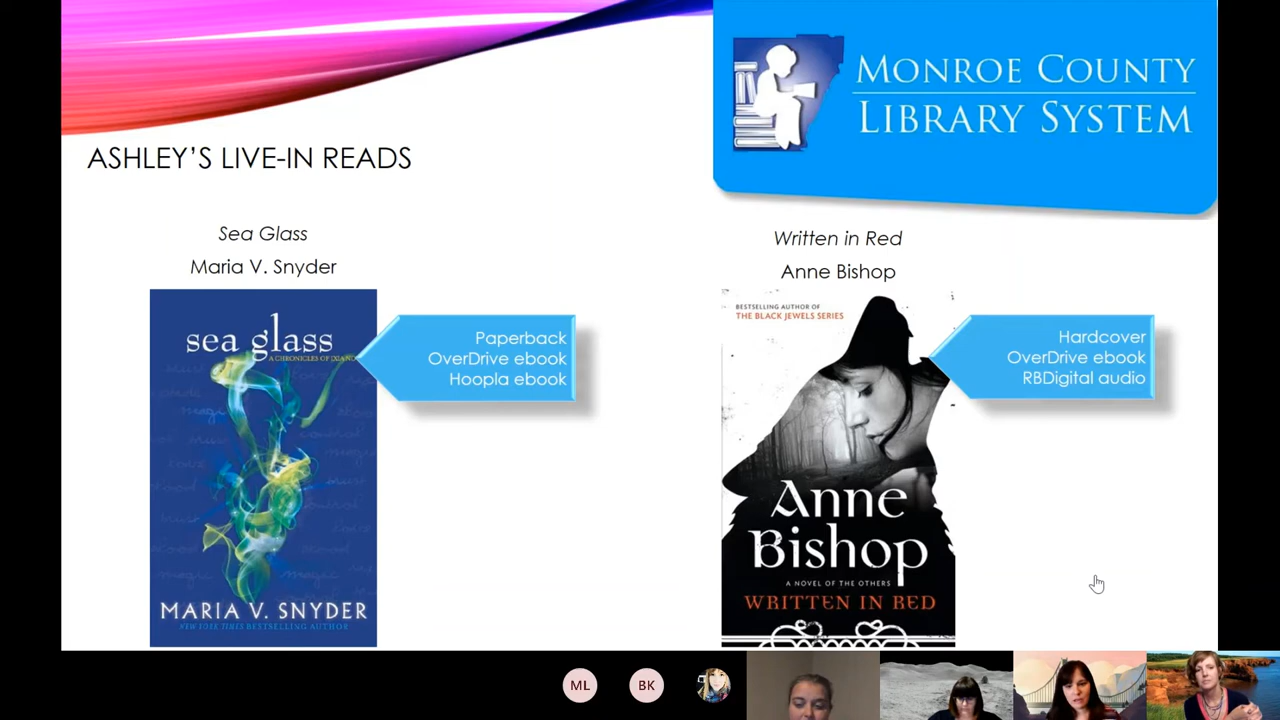 MONROE COUNTY
LIBRARY SYSTEM
ASHLEY'S LIVE-IN READS
Sea Glass
Maria V. Snyder
sea glass
Paperback
OverDrive ebook
Hoopla ebook
MARIA V. SNYDER
NEW YORK TIMES BESTSELLING AUTHOR
Written in Red
Anne Bishop
BESTSELLING AUTHOR OF
THE BLACK JEWELS SERIES
Hardcover
OverDrive ebook
RBDigital audio
Anne
Bishop
A NOVEL OF THE OTHERS
WRITTEN IN RED
ML
BK